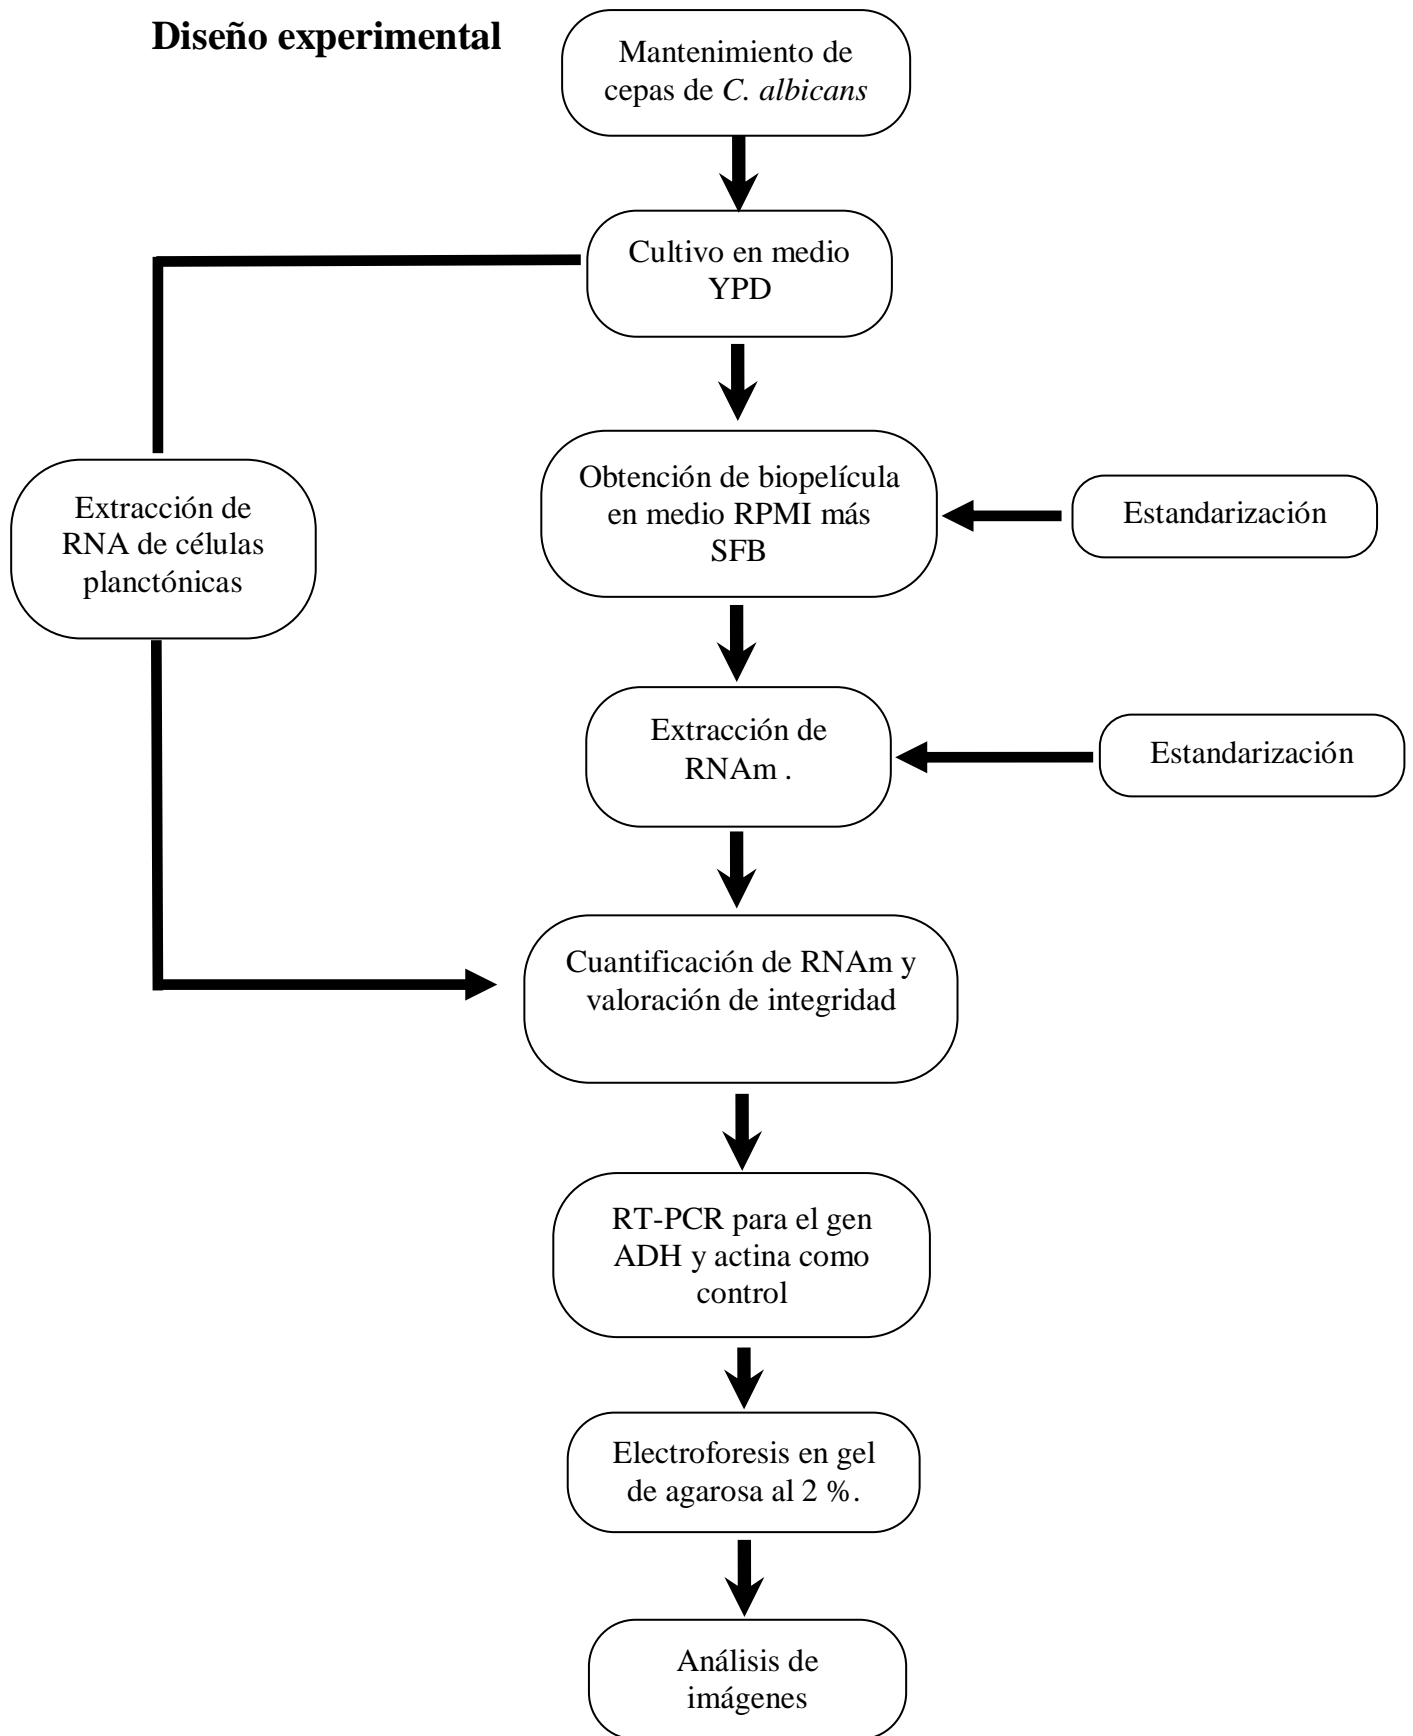 Diseño experimental
Mantenimiento de
cepas de C. albicans
Cultivo en medio
YPD
Obtención de biopelícula
en medio RPMI más
SFB
Estandarización
Extracción de
RNA de células
planctónicas
Extracción de
RNAm .
Estandarización
Cuantificación de RNAm y
valoración de integridad
RT-PCR para el gen
ADH y actina como
control
Electroforesis en gel
de agarosa al 2 %.
Análisis de
imágenes